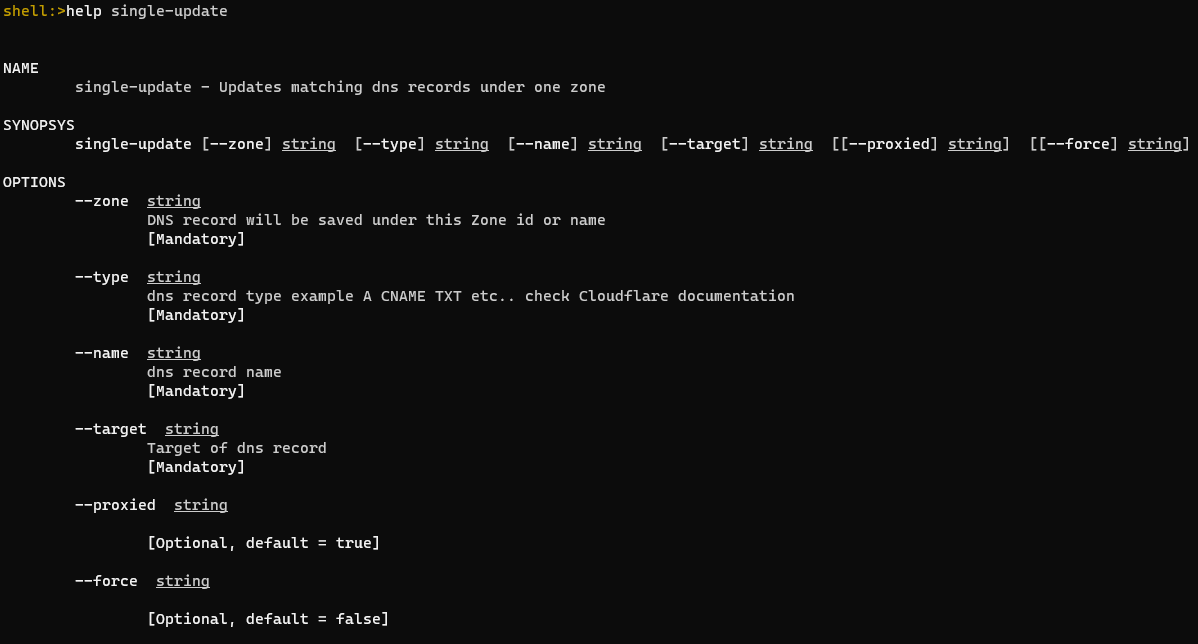 shell:>help single-update
NAME
single-update - Updates matching dns records under one zone
SYNOPSYS
single-update [--zone] string  [--type] string  [--name] string  [--target] string  [[--proxied] string]  [[--force] string]
OPTIONS
--zone  string
DNS record will be saved under this Zone id or name
[Mandatory]
--type  string
dns record type example A CNAME TXT etc.. check Cloudflare documentation
[Mandatory]
--name  string
dns record name
[Mandatory]
--target  string
Target of dns record
[Mandatory]
--proxied  string
[Optional, default = true]
--force  string
[Optional, default = false]